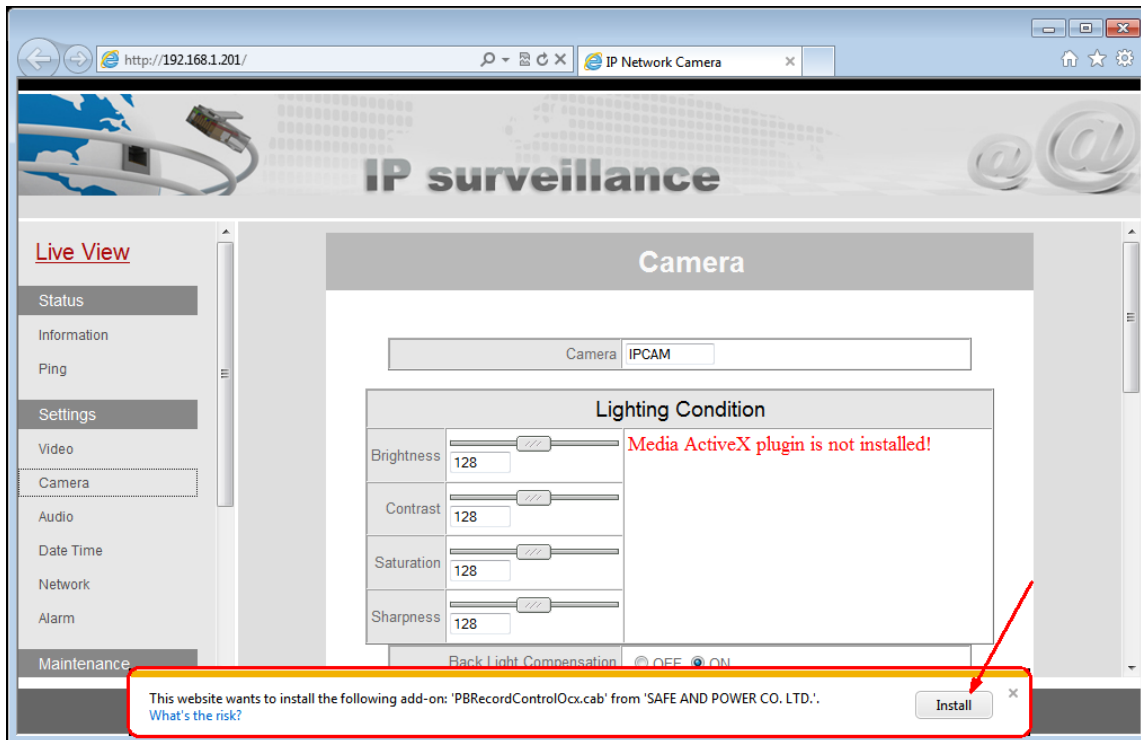 http://192.168.1.201/
IP Network Camera
IP surveillance
Live View
Status
Information
Ping
Settings
Video
Camera
Audio
Date Time
Network
Alarm
Maintenance
Camera
Camera IPCAM
Lighting Condition
Brightness 128
Media ActiveX plugin is not installed!
Contrast 128
Saturation 128
Sharpness 128
Back Light Compensation OFF ON
This website wants to install the following add-on: 'PBRecordControlOcx.cab' from 'SAFE AND POWER CO. LTD.'.
What's the risk?
Install